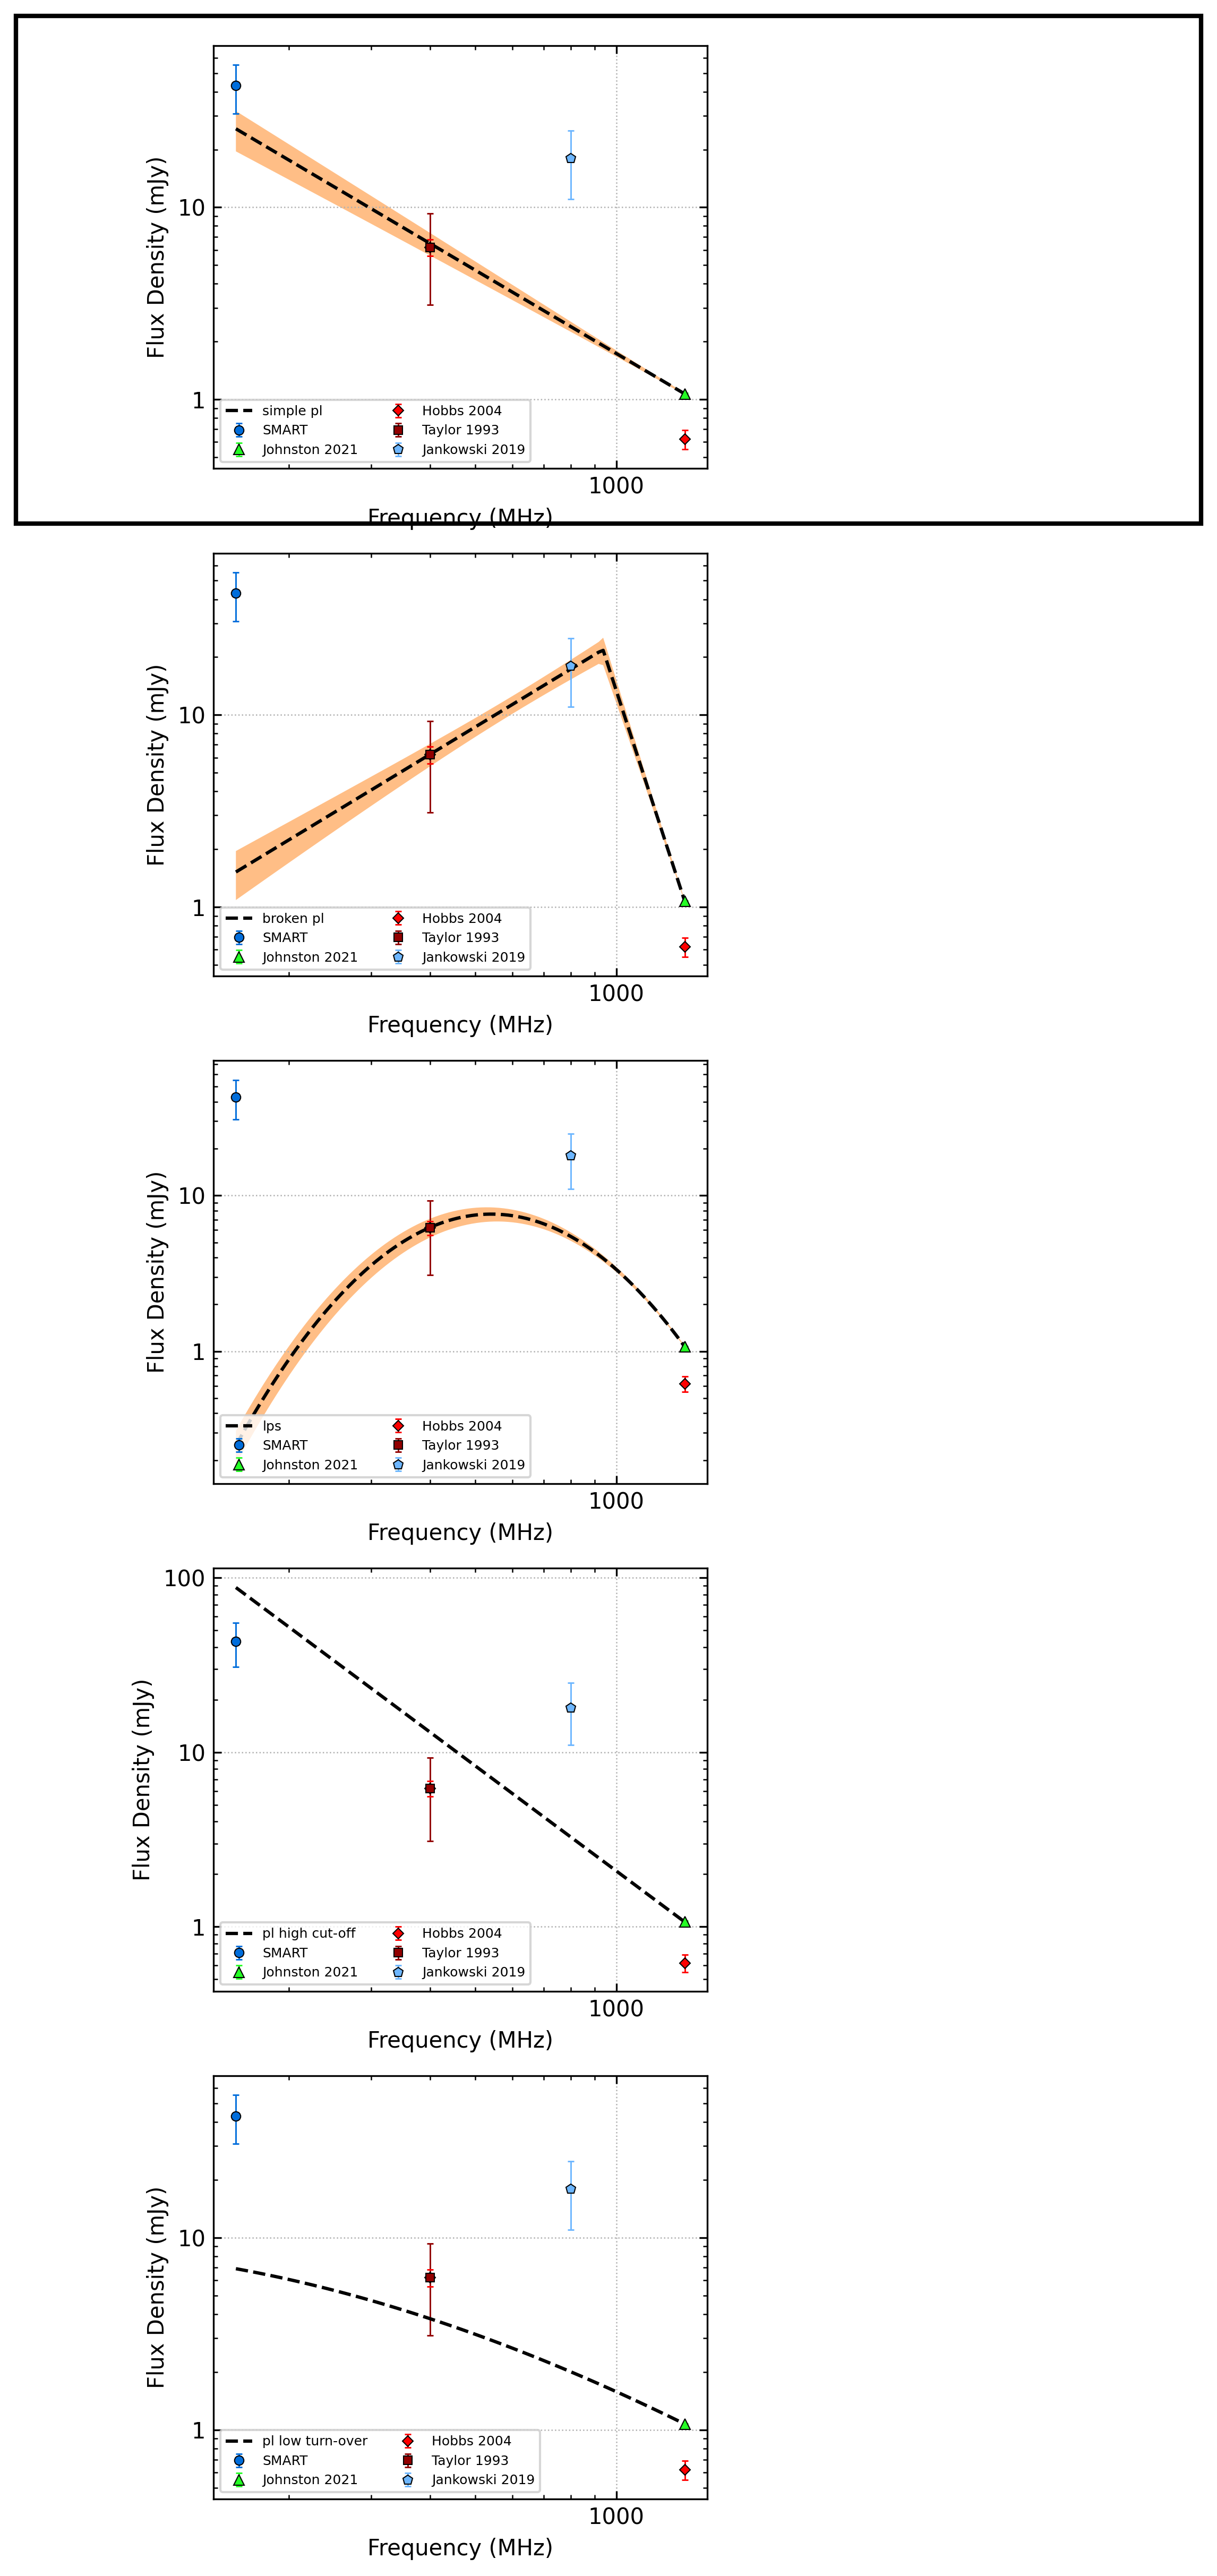 Flux Density (mJy)
10
1
simple pl
SMART
Johnston 2021
Hobbs 2004
Taylor 1993
Jankowski 2019
1000
Frequency (MHz)
Flux Density (mJy)
10
1
broken pl
SMART
Johnston 2021
Hobbs 2004
Taylor 1993
Jankowski 2019
1000
Frequency (MHz)
Flux Density (mJy)
10
1
lps
SMART
Johnston 2021
Hobbs 2004
Taylor 1993
Jankowski 2019
1000
Frequency (MHz)
Flux Density (mJy)
100
10
1
pl high cut-off
SMART
Johnston 2021
Hobbs 2004
Taylor 1993
Jankowski 2019
1000
Frequency (MHz)
Flux Density (mJy)
10
1
pl low turn-over
SMART
Johnston 2021
Hobbs 2004
Taylor 1993
Jankowski 2019
1000
Frequency (MHz)